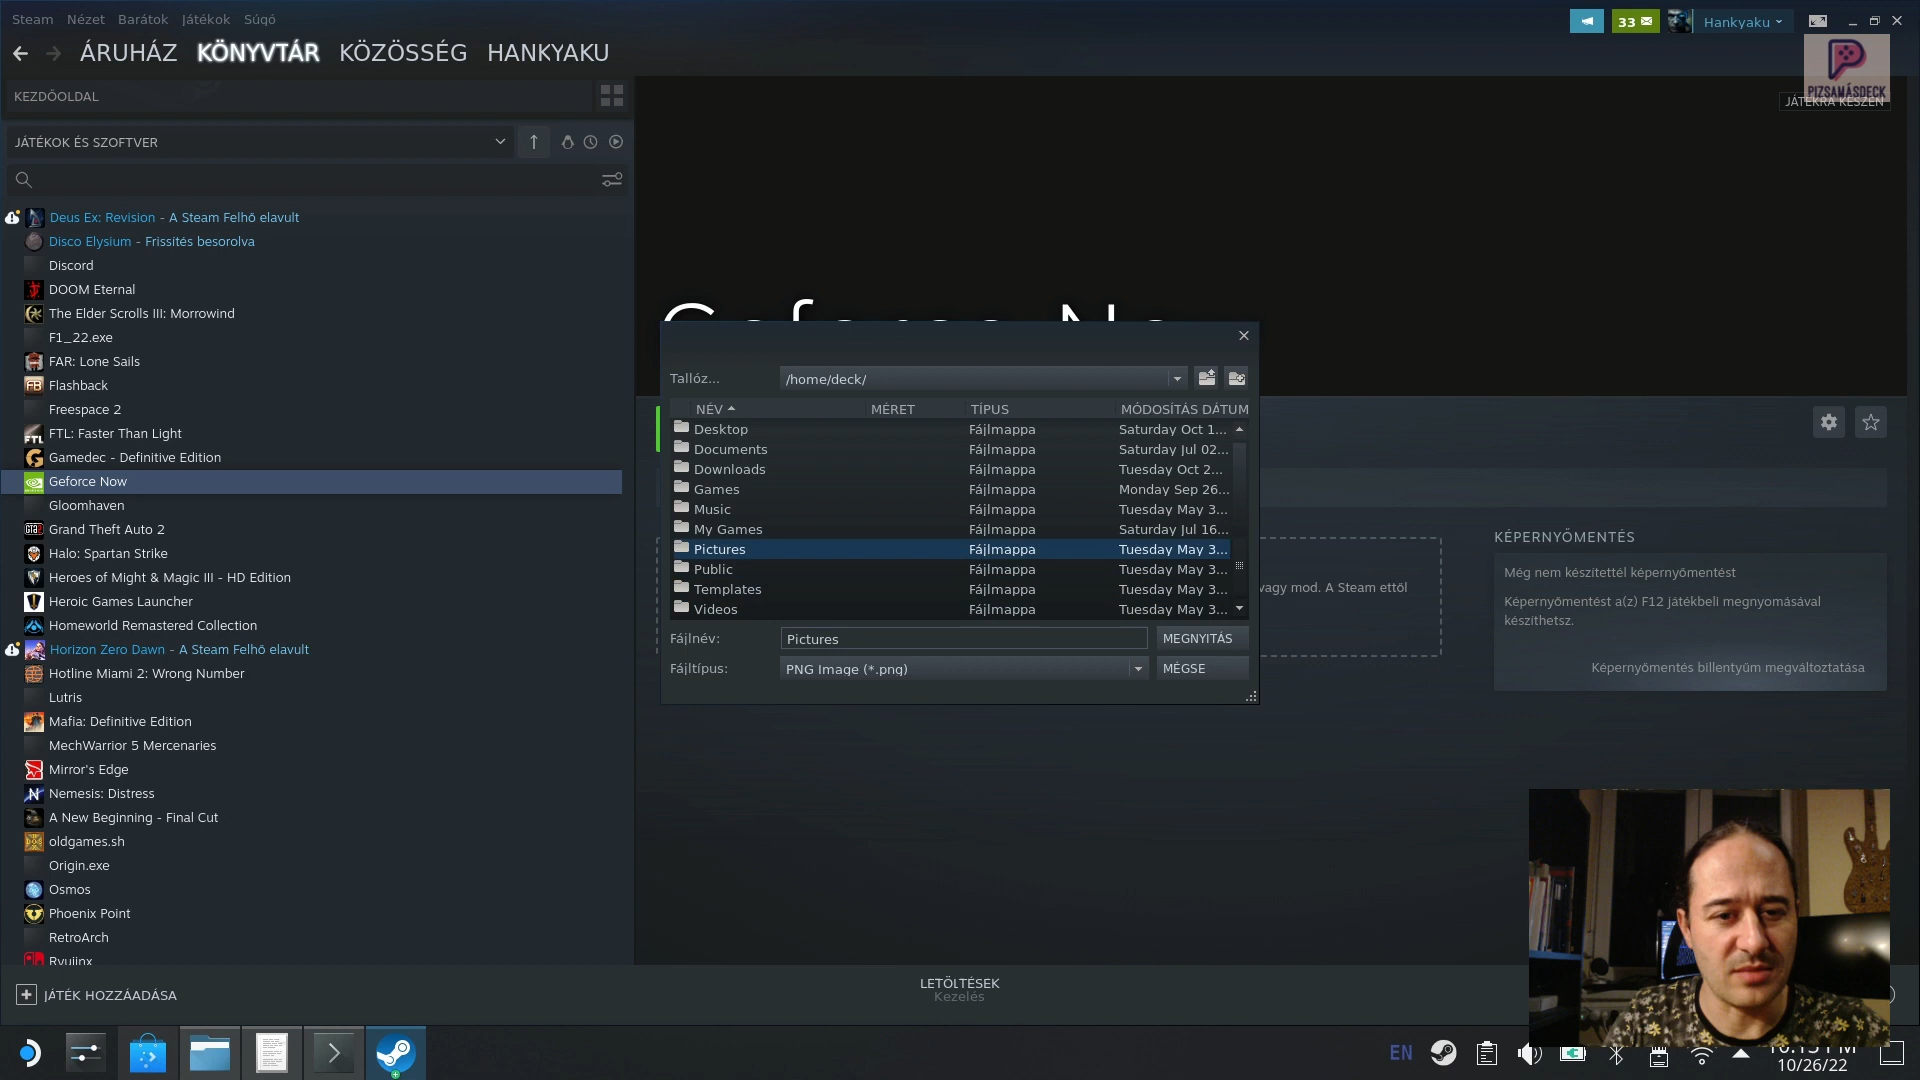 Steam Nézet Barátok Játékok Súgó
33 Hankyaku
ÁRUHÁZ KÖNYVTÁR KÖZÖSSÉG HANKYAKU
PIZSAMÁSDECK
KEZDŐOLDAL
JÁTÉKRA KÉSZEN
JÁTÉKOK ÉS SZOFTVER
Deus Ex: Revision - A Steam Felhő elavult
Disco Elysium - Frissítés besorolva
Discord
DOOM Eternal
The Elder Scrolls III: Morrowind
F1_22.exe
FAR: Lone Sails
Flashback
Freespace 2
FTL: Faster Than Light
Gamedec - Definitive Edition
Geforce Now
Gloomhaven
Grand Theft Auto 2
Halo: Spartan Strike
Heroes of Might & Magic III - HD Edition
Heroic Games Launcher
Homeworld Remastered Collection
Horizon Zero Dawn - A Steam Felhő elavult
Hotline Miami 2: Wrong Number
Lutris
Mafia: Definitive Edition
MechWarrior 5 Mercenaries
Mirror's Edge
Nemesis: Distress
A New Beginning - Final Cut
oldgames.sh
Origin.exe
Osmos
Phoenix Point
RetroArch
Ryujinx
JÁTÉK HOZZÁADÁSA
Geforce No
Tallóz... /home/deck/
NÉV MÉRET TÍPUS MÓDOSÍTÁS DÁTUM
Desktop Fájlmappa Saturday Oct 1...
Documents Fájlmappa Saturday Jul 02...
Downloads Fájlmappa Tuesday Oct 2...
Games Fájlmappa Monday Sep 26...
Music Fájlmappa Tuesday May 3...
My Games Fájlmappa Saturday Jul 16...
Pictures Fájlmappa Tuesday May 3...
Public Fájlmappa Tuesday May 3...
Templates Fájlmappa Tuesday May 3...
Videos Fájlmappa Tuesday May 3...
Fájlnév: Pictures MEGNYITÁS
Fájltípus: PNG Image (*.png) MÉGSE
vagy mod. A Steam ettől
KÉPERNYŐMENTÉS
Még nem készítettél képernyőmentést
Képernyőmentést a(z) F12 játékbeli megnyomásával
készíthetsz.
Képernyőmentés billentyűm megváltoztatása
LETÖLTÉSEK
Kezelés
EN
10/26/22